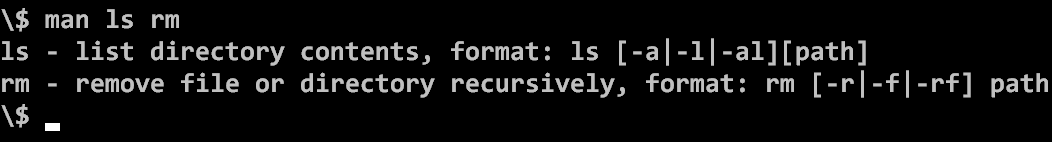 \$ man ls rm
ls - list directory contents, format: ls [-a|-l|-al][path]
rm - remove file or directory recursively, format: rm [-r|-f|-rf] path
\$